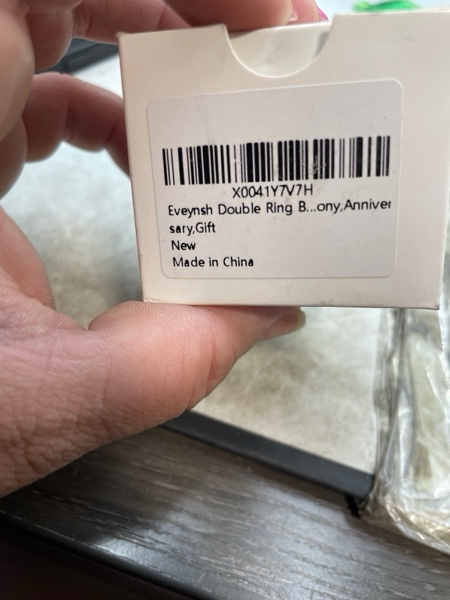 X0041Y7V7H
Eveynsh Double Ring B...ony,Anniver
sary,Gift
New
Made in China